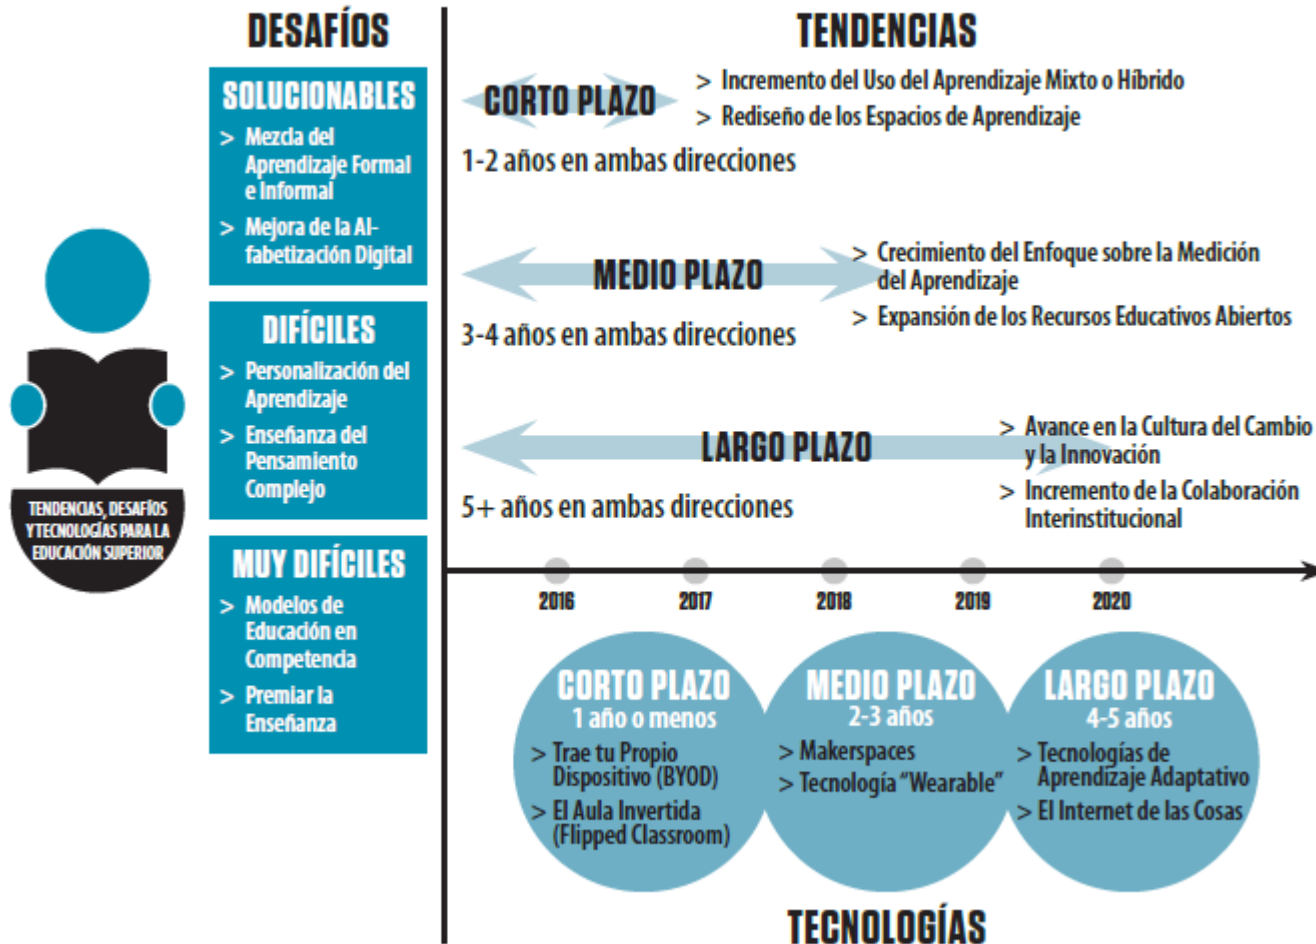 DESAFÍOS
SOLUCIONABLES
> Mezcla del
Aprendizaje Formal
e Informal
> Mejora de la Al-
fabetización Digital
DIFÍCILES
> Personalización del
Aprendizaje
> Enseñanza del
Pensamiento
Complejo
MUY DIFÍCILES
> Modelos de
Educación en
Competencia
> Premiar la
Enseñanza
TENDENCIAS, DESAFÍOS
Y TECNOLOGÍAS PARA LA
EDUCACIÓN SUPERIOR
TENDENCIAS
CORTO PLAZO
> Incremento del Uso del Aprendizaje Mixto o Híbrido
> Rediseño de los Espacios de Aprendizaje
1-2 años en ambas direcciones
MEDIO PLAZO
> Crecimiento del Enfoque sobre la Medición
del Aprendizaje
> Expansión de los Recursos Educativos Abiertos
3-4 años en ambas direcciones
LARGO PLAZO
> Avance en la Cultura del Cambio
y la Innovación
> Incremento de la Colaboración
Interinstitucional
5+ años en ambas direcciones
2016
2017
2018
2019
2020
CORTO PLAZO
1 año o menos
> Trae tu Propio
Dispositivo (BYOD)
> El Aula Invertida
(Flipped Classroom)
MEDIO PLAZO
2-3 años
> Makerspaces
> Tecnología “Wearable”
LARGO PLAZO
4-5 años
> Tecnologías de
Aprendizaje Adaptativo
> El Internet de las Cosas
TECNOLOGÍAS